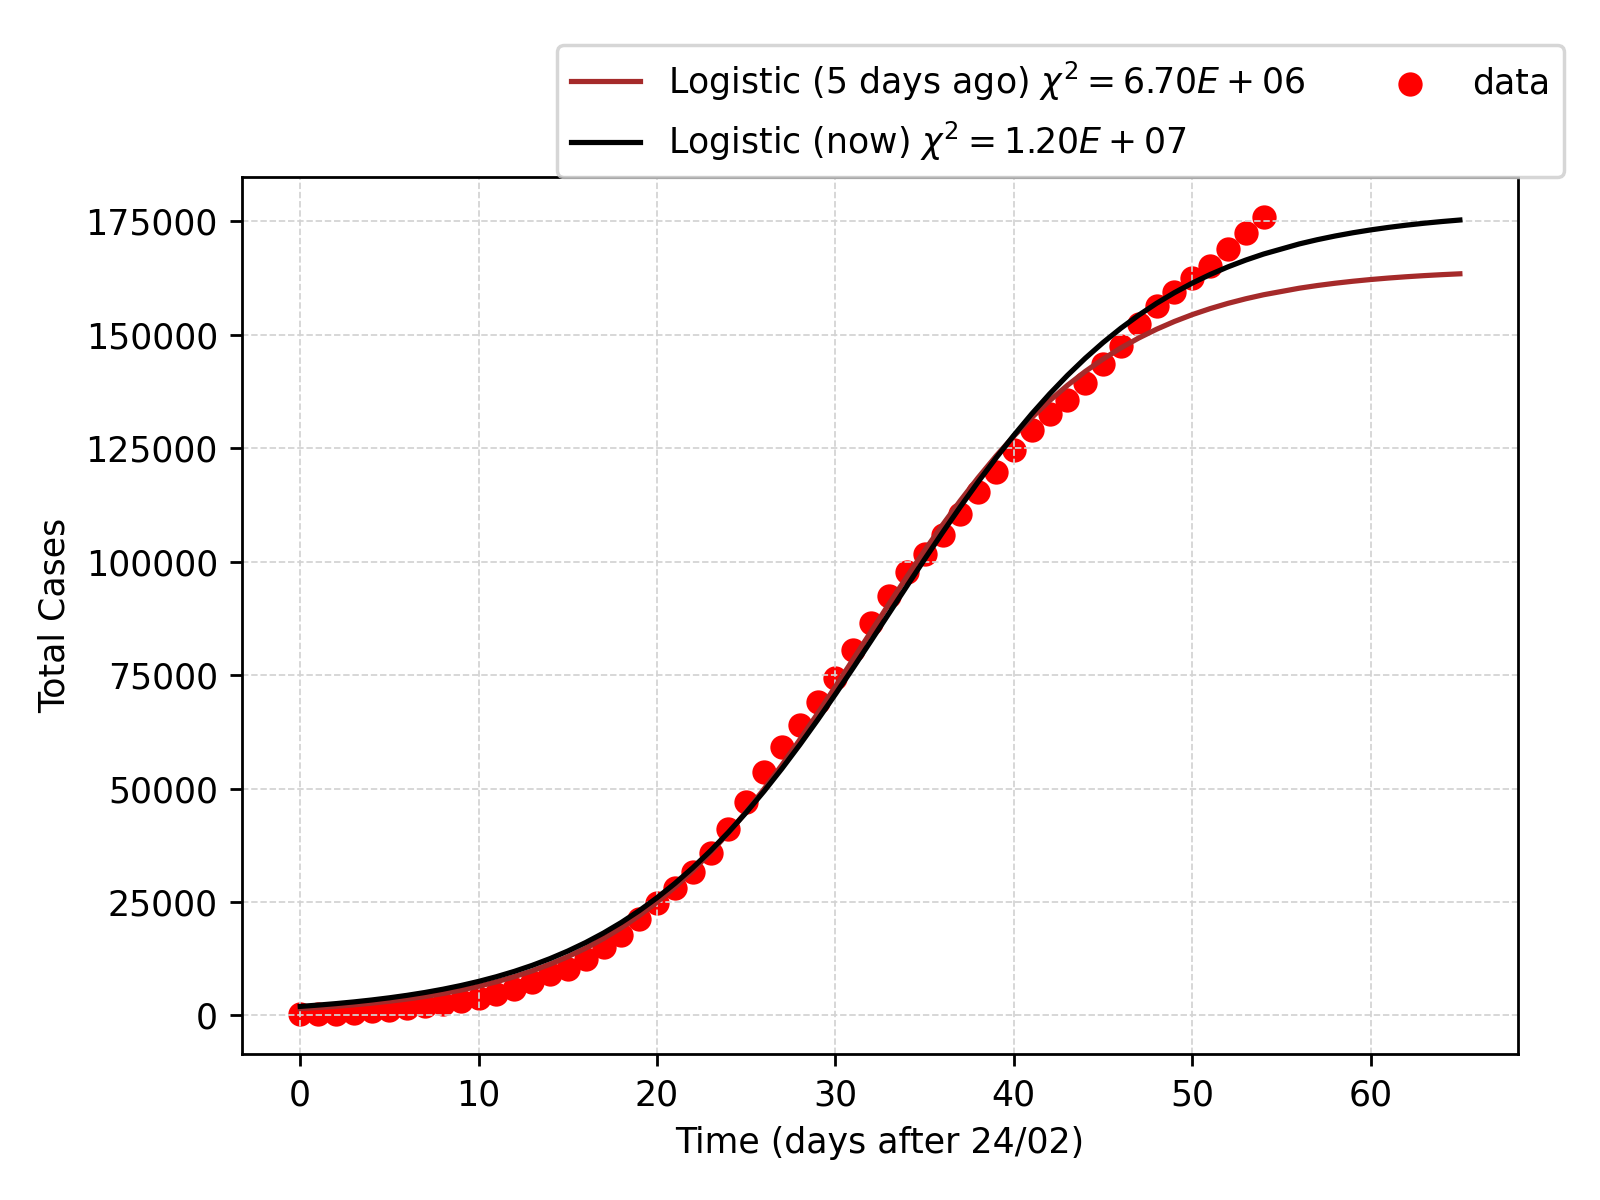 Logistic (5 days ago) χ² = 6.70E + 06
data
Logistic (now) χ² = 1.20E + 07
175000
150000
125000
100000
75000
50000
25000
0
Total Cases
0 10 20 30 40 50 60
Time (days after 24/02)